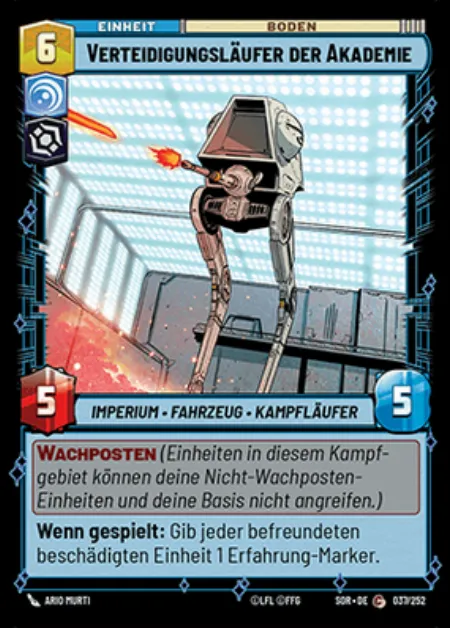 6
EINHEIT
BODEN
VERTEIDIGUNGSLÄUFER DER AKADEMIE
5
IMPERIUM • FAHRZEUG • KAMPFLÄUFER
5
WACHPOSTEN (Einheiten in diesem Kampf-
gebiet können deine Nicht-Wachposten-
Einheiten und deine Basis nicht angreifen.)
Wenn gespielt: Gib jeder befreundeten
beschädigten Einheit 1 Erfahrung-Marker.
ARIO MURTI
©LFL ©FFG
SOR • DE
C
037/252